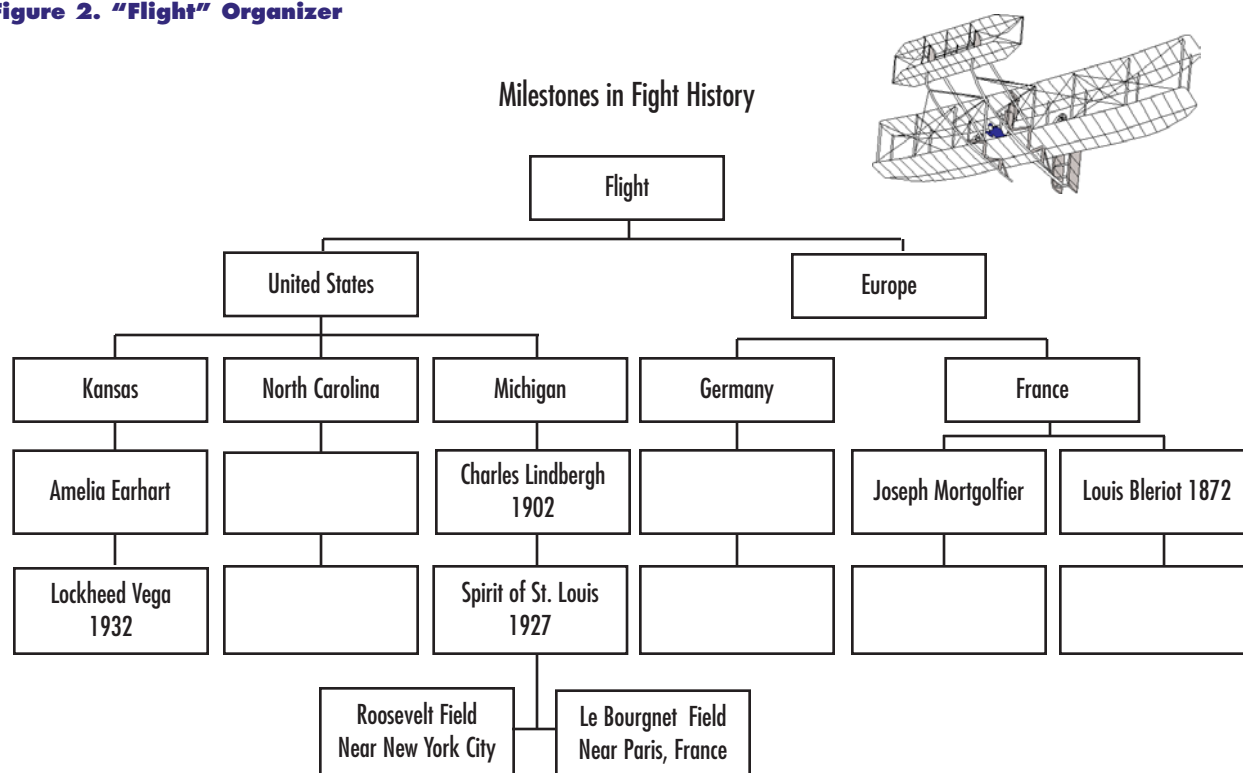 Figure 2. “Flight” Organizer
Milestones in Fight History
Flight
United States
Europe
Kansas
North Carolina
Michigan
Germany
France
Amelia Earhart
Charles Lindbergh
1902
Joseph Mortgolfier
Louis Bleriot 1872
Lockheed Vega
1932
Spirit of St. Louis
1927
Roosevelt Field
Near New York City
Le Bourgnet Field
Near Paris, France